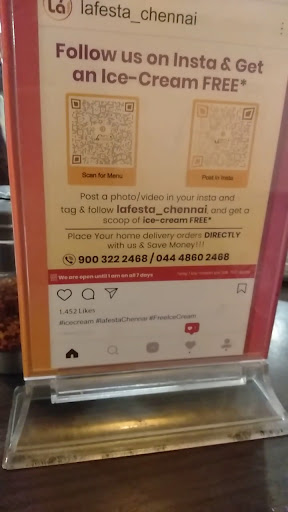 Lá
lafesta_chennai
Follow us on Insta & Get
an Ice-Cream FREE*
Scan for Menu
Post in Insta
Post a photo/video in your insta and
tag & follow lafesta_chennai, and get a
scoop of ice-cream FREE*
Place Your home delivery orders DIRECTLY
with us & Save Money!!!
900 322 2468 / 044 4860 2468
We are open until 1 am on all 7 days
1,452 Likes
#icecream #lafestaChennai #FreeIceCream